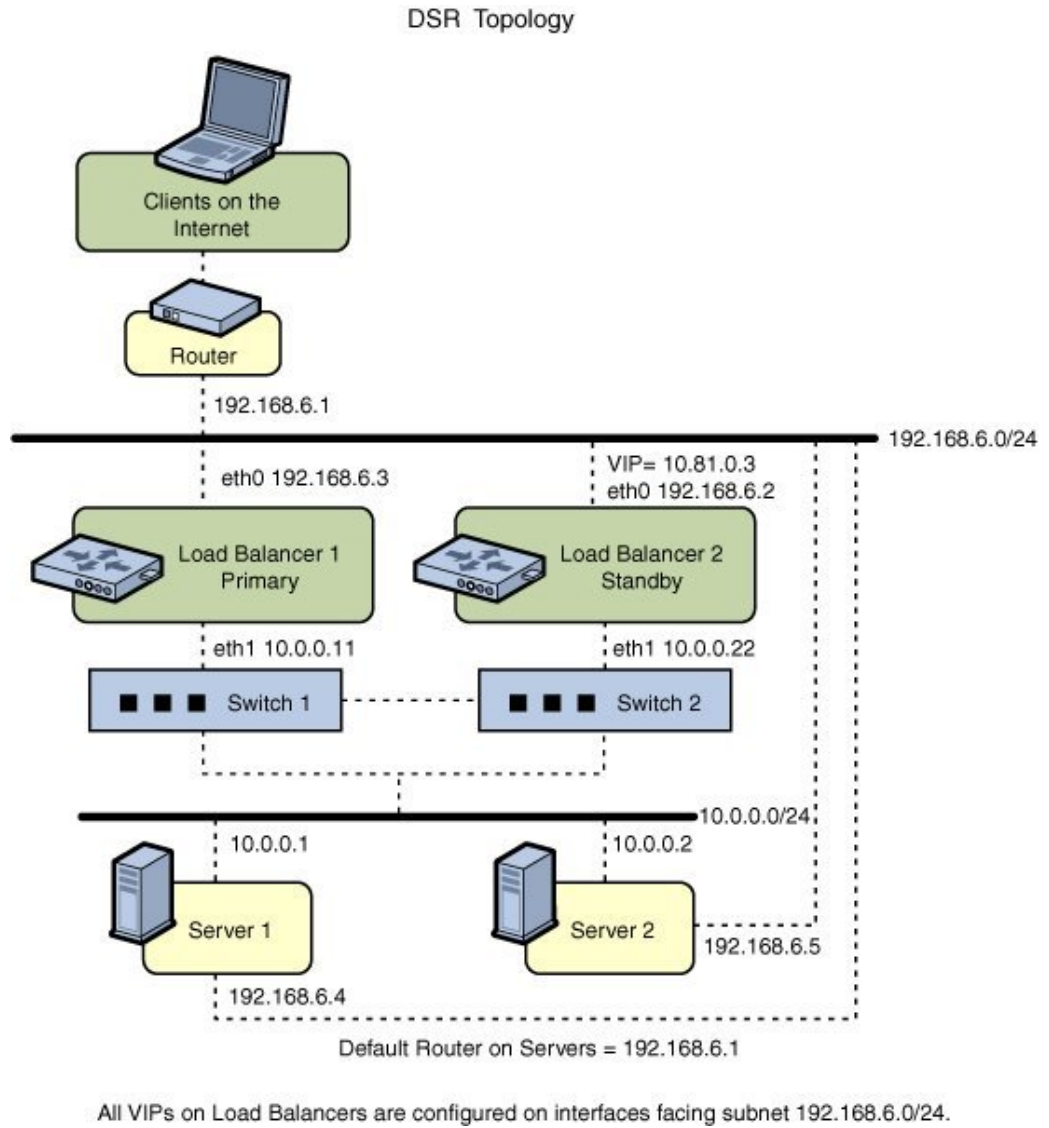 DSR Topology
Clients on the
Internet
Router
192.168.6.1
192.168.6.0/24
eth0 192.168.6.3
VIP= 10.81.0.3
eth0 192.168.6.2
Load Balancer 1
Primary
Load Balancer 2
Standby
eth1 10.0.0.11
eth1 10.0.0.22
Switch 1
Switch 2
10.0.0.0/24
10.0.0.1
10.0.0.2
Server 1
Server 2
192.168.6.5
192.168.6.4
Default Router on Servers = 192.168.6.1
All VIPs on Load Balancers are configured on interfaces facing subnet 192.168.6.0/24.